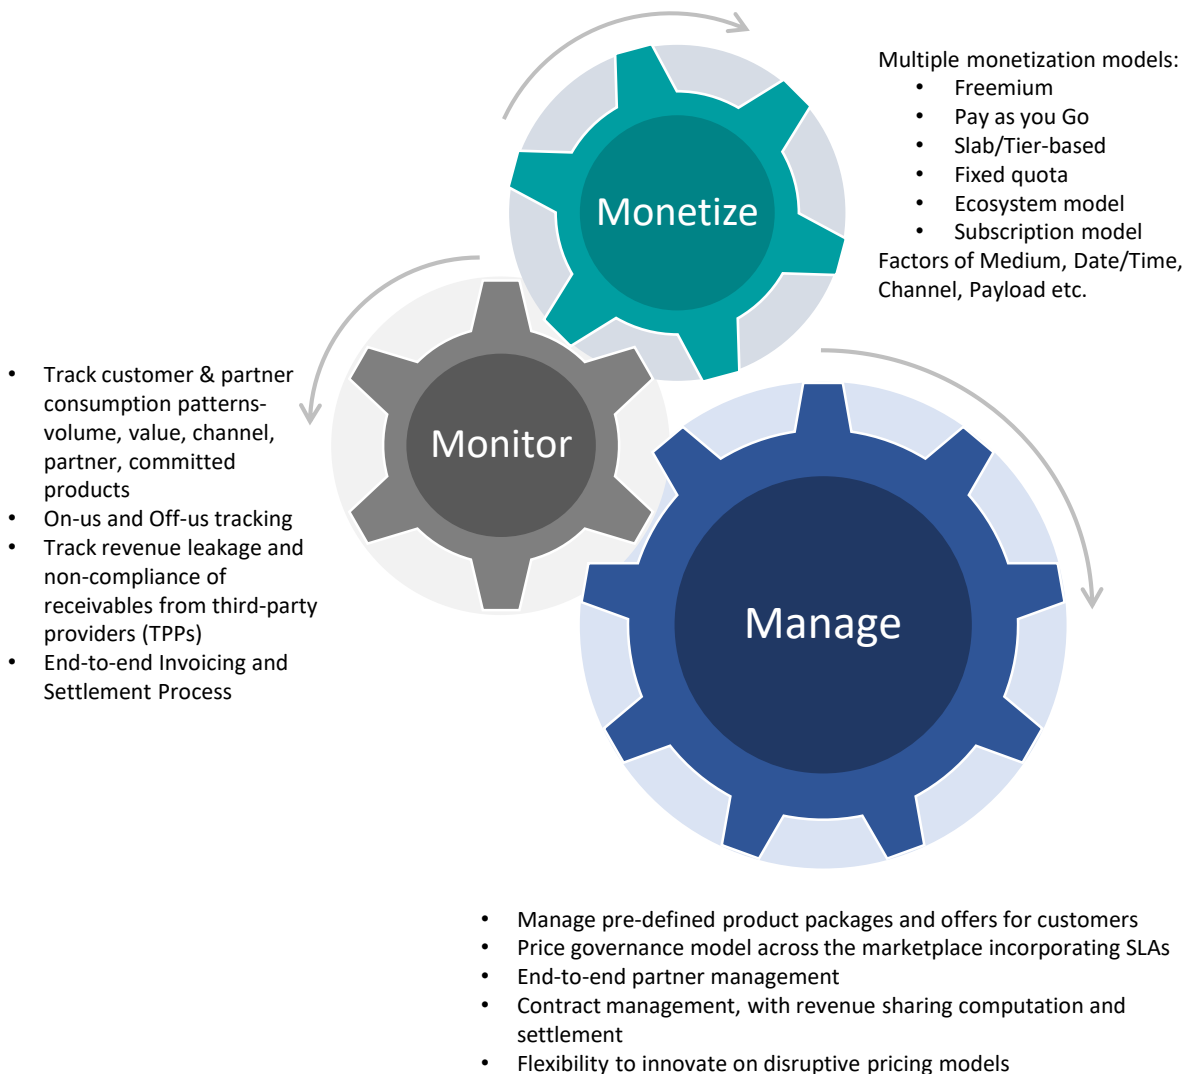 Multiple monetization models:
• Freemium
• Pay as you Go
• Slab/Tier-based
• Fixed quota
• Ecosystem model
• Subscription model
Factors of Medium, Date/Time,
Channel, Payload etc.
Monetize
Monitor
Manage
• Track customer & partner
consumption patterns-
volume, value, channel,
partner, committed
products
• On-us and Off-us tracking
• Track revenue leakage and
non-compliance of
receivables from third-party
providers (TPPs)
• End-to-end Invoicing and
Settlement Process
• Manage pre-defined product packages and offers for customers
• Price governance model across the marketplace incorporating SLAs
• End-to-end partner management
• Contract management, with revenue sharing computation and
settlement
• Flexibility to innovate on disruptive pricing models